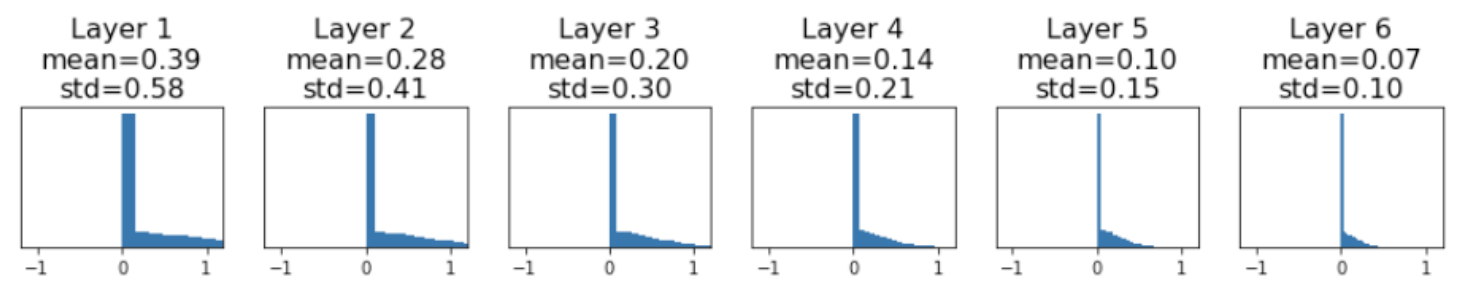 Layer 1
mean=0.39
std=0.58
−1 0 1
Layer 2
mean=0.28
std=0.41
−1 0 1
Layer 3
mean=0.20
std=0.30
−1 0 1
Layer 4
mean=0.14
std=0.21
−1 0 1
Layer 5
mean=0.10
std=0.15
−1 0 1
Layer 6
mean=0.07
std=0.10
−1 0 1